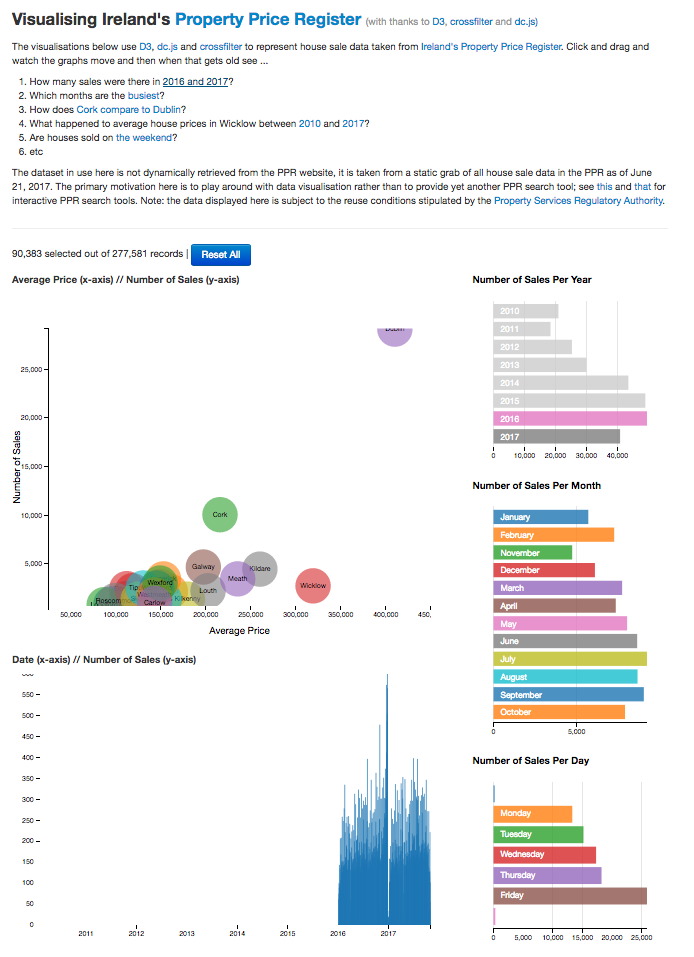 Visualising Ireland's Property Price Register (with thanks to D3, crossfilter and dc.js)
The visualisations below use D3, dc.js and crossfilter to represent house sale data taken from Ireland's Property Price Register. Click and drag and
watch the graphs move and then when that gets old see ...
1. How many sales were there in 2016 and 2017?
2. Which months are the busiest?
3. How does Cork compare to Dublin?
4. What happened to average house prices in Wicklow between 2010 and 2017?
5. Are houses sold on the weekend?
6. etc
The dataset in use here is not dynamically retrieved from the PPR website, it is taken from a static grab of all house sale data in the PPR as of June
21, 2017. The primary motivation here is to play around with data visualisation rather than to provide yet another PPR search tool; see this and that for
interactive PPR search tools. Note: the data displayed here is subject to the reuse conditions stipulated by the Property Services Regulatory Authority.
90,383 selected out of 277,581 records | Reset All
Average Price (x-axis) // Number of Sales (y-axis)
Dublin
25,000
20,000
15,000
10,000
5,000
Number of Sales
Cork
Galway
Kildare
Meath
Wicklow
Louth
Wexford
Tip
Kilkenny
Carlow
Roscom
50,000
100,000
150,000
200,000
250,000
300,000
350,000
400,000
450,
Average Price
Date (x-axis) // Number of Sales (y-axis)
600
550
500
450
400
350
300
250
200
150
100
50
0
2011
2012
2013
2014
2015
2016
2017
Number of Sales Per Year
2010
2011
2012
2013
2014
2015
2016
2017
0
10,000
20,000
30,000
40,000
Number of Sales Per Month
January
February
November
December
March
April
May
June
July
August
September
October
0
5,000
Number of Sales Per Day
Monday
Tuesday
Wednesday
Thursday
Friday
0
5,000
10,000
15,000
20,000
25,000